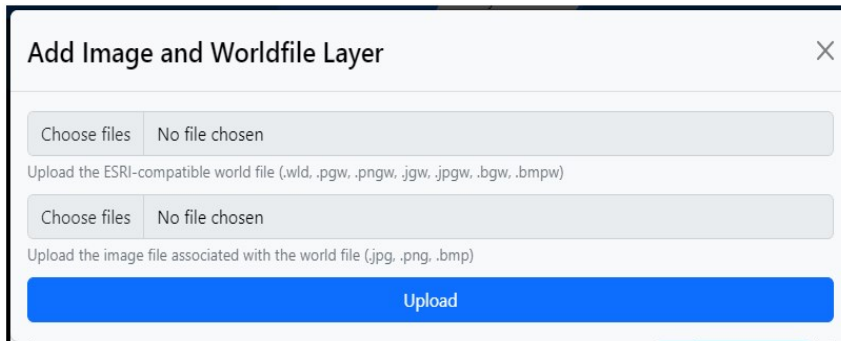 Add Image and Worldfile Layer
Choose files No file chosen
Upload the ESRI-compatible world file (.wld, .pgw, .pngw, .jgw, .jpgw, .bgw, .bmpw)
Choose files No file chosen
Upload the image file associated with the world file (.jpg, .png, .bmp)
Upload